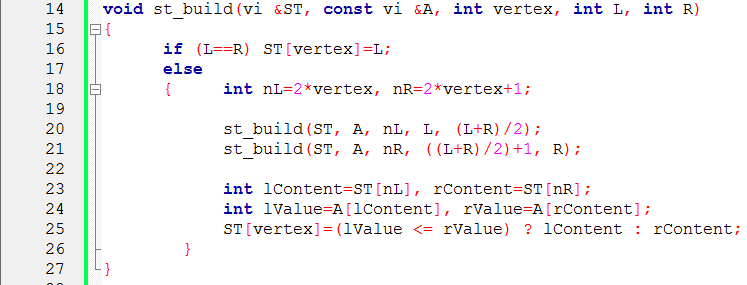 14 void st_build(vi &ST, const vi &A, int vertex, int L, int R)
15 {
16 if (L==R) ST[vertex]=L;
17 else
18 { int nL=2*vertex, nR=2*vertex+1;
19
20 st_build(ST, A, nL, L, (L+R)/2);
21 st_build(ST, A, nR, ((L+R)/2)+1, R);
22
23 int lContent=ST[nL], rContent=ST[nR];
24 int lValue=A[lContent], rValue=A[rContent];
25 ST[vertex]=(lValue <= rValue) ? lContent : rContent;
26 }
27 }